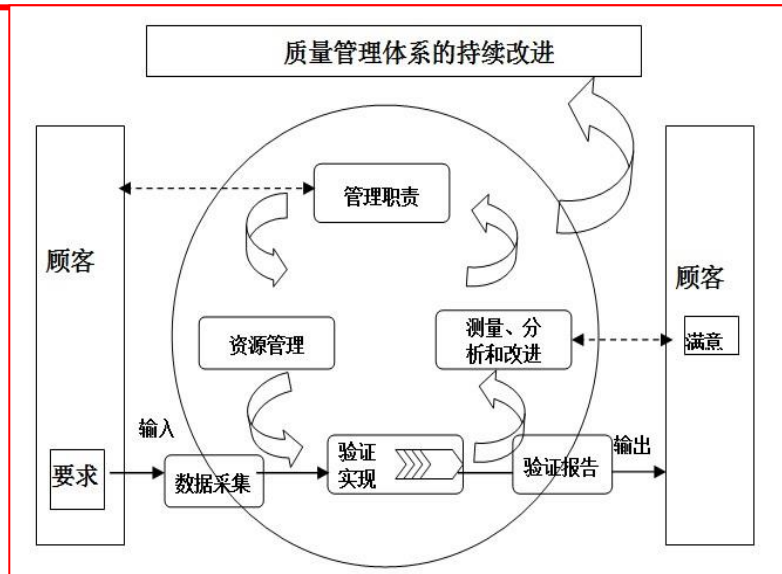 质量管理体系的持续改进
管理职责
顾客
顾客
资源管理
测量、分
析和改进
满意
输入
要求
数据采集
验证
实现
验证报告
输出